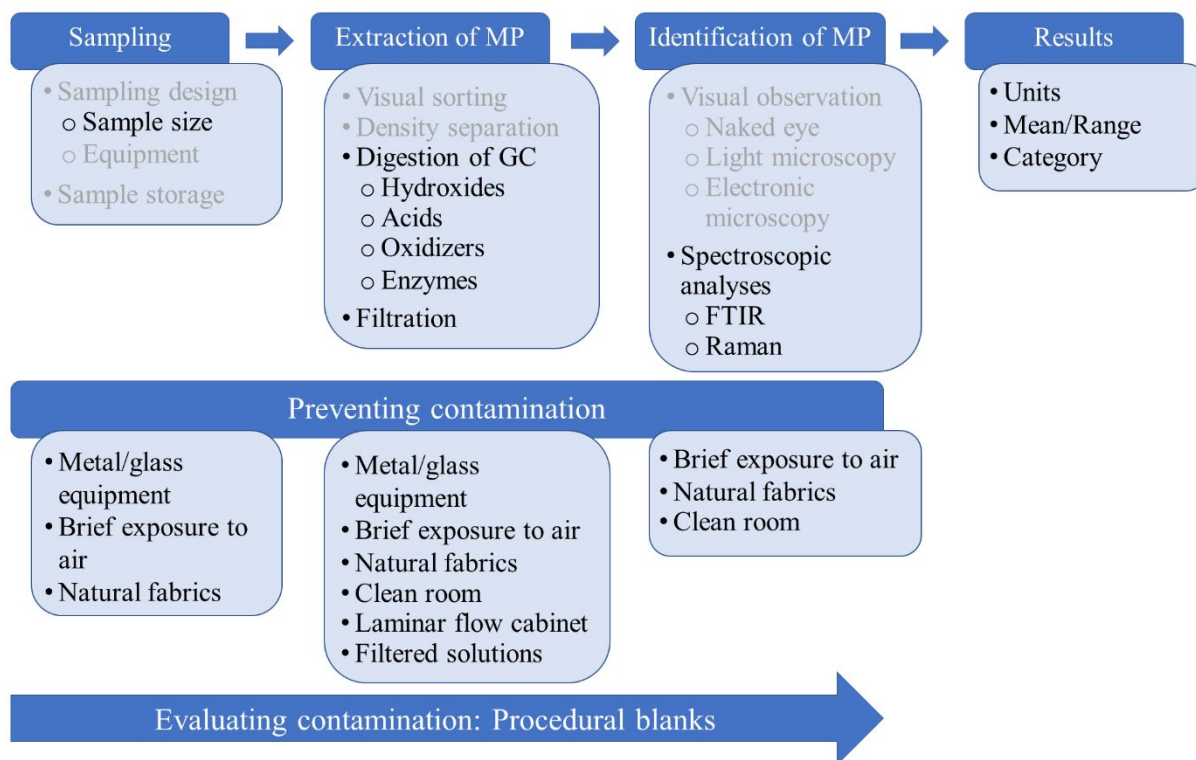 Sampling
• Sampling design
o Sample size
o Equipment
• Sample storage
Extraction of MP
• Visual sorting
• Density separation
• Digestion of GC
o Hydroxides
o Acids
o Oxidizers
o Enzymes
• Filtration
Identification of MP
• Visual observation
o Naked eye
o Light microscopy
o Electronic
microscopy
• Spectroscopic
analyses
o FTIR
o Raman
Results
• Units
• Mean/Range
• Category
Preventing contamination
• Metal/glass
equipment
• Brief exposure to
air
• Natural fabrics
• Metal/glass
equipment
• Brief exposure to air
• Natural fabrics
• Clean room
• Laminar flow cabinet
• Filtered solutions
• Brief exposure to air
• Natural fabrics
• Clean room
Evaluating contamination: Procedural blanks